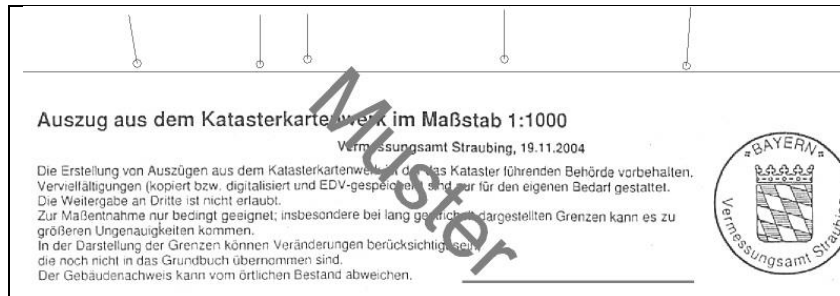 Auszug aus dem Katasterkartenwerk im Maßstab 1:1000
Vermessungsamt Straubing, 19.11.2004
Die Erstellung von Auszügen aus dem Katasterkartenwerk ist der das Kataster führenden Behörde vorbehalten.
Vervielfältigungen (kopiert bzw. digitalisiert und EDV-gespeichert) sind nur für den eigenen Bedarf gestattet.
Die Weitergabe an Dritte ist nicht erlaubt.
Zur Maßentnahme nur bedingt geeignet; insbesondere bei lang gestrichelt dargestellten Grenzen kann es zu
größeren Ungenauigkeiten kommen.
In der Darstellung der Grenzen können Veränderungen berücksichtigt sein,
die noch nicht in das Grundbuch übernommen sind.
Der Gebäudenachweis kann vom örtlichen Bestand abweichen.
Muster
BAYERN
Vermessungsamt Straubing